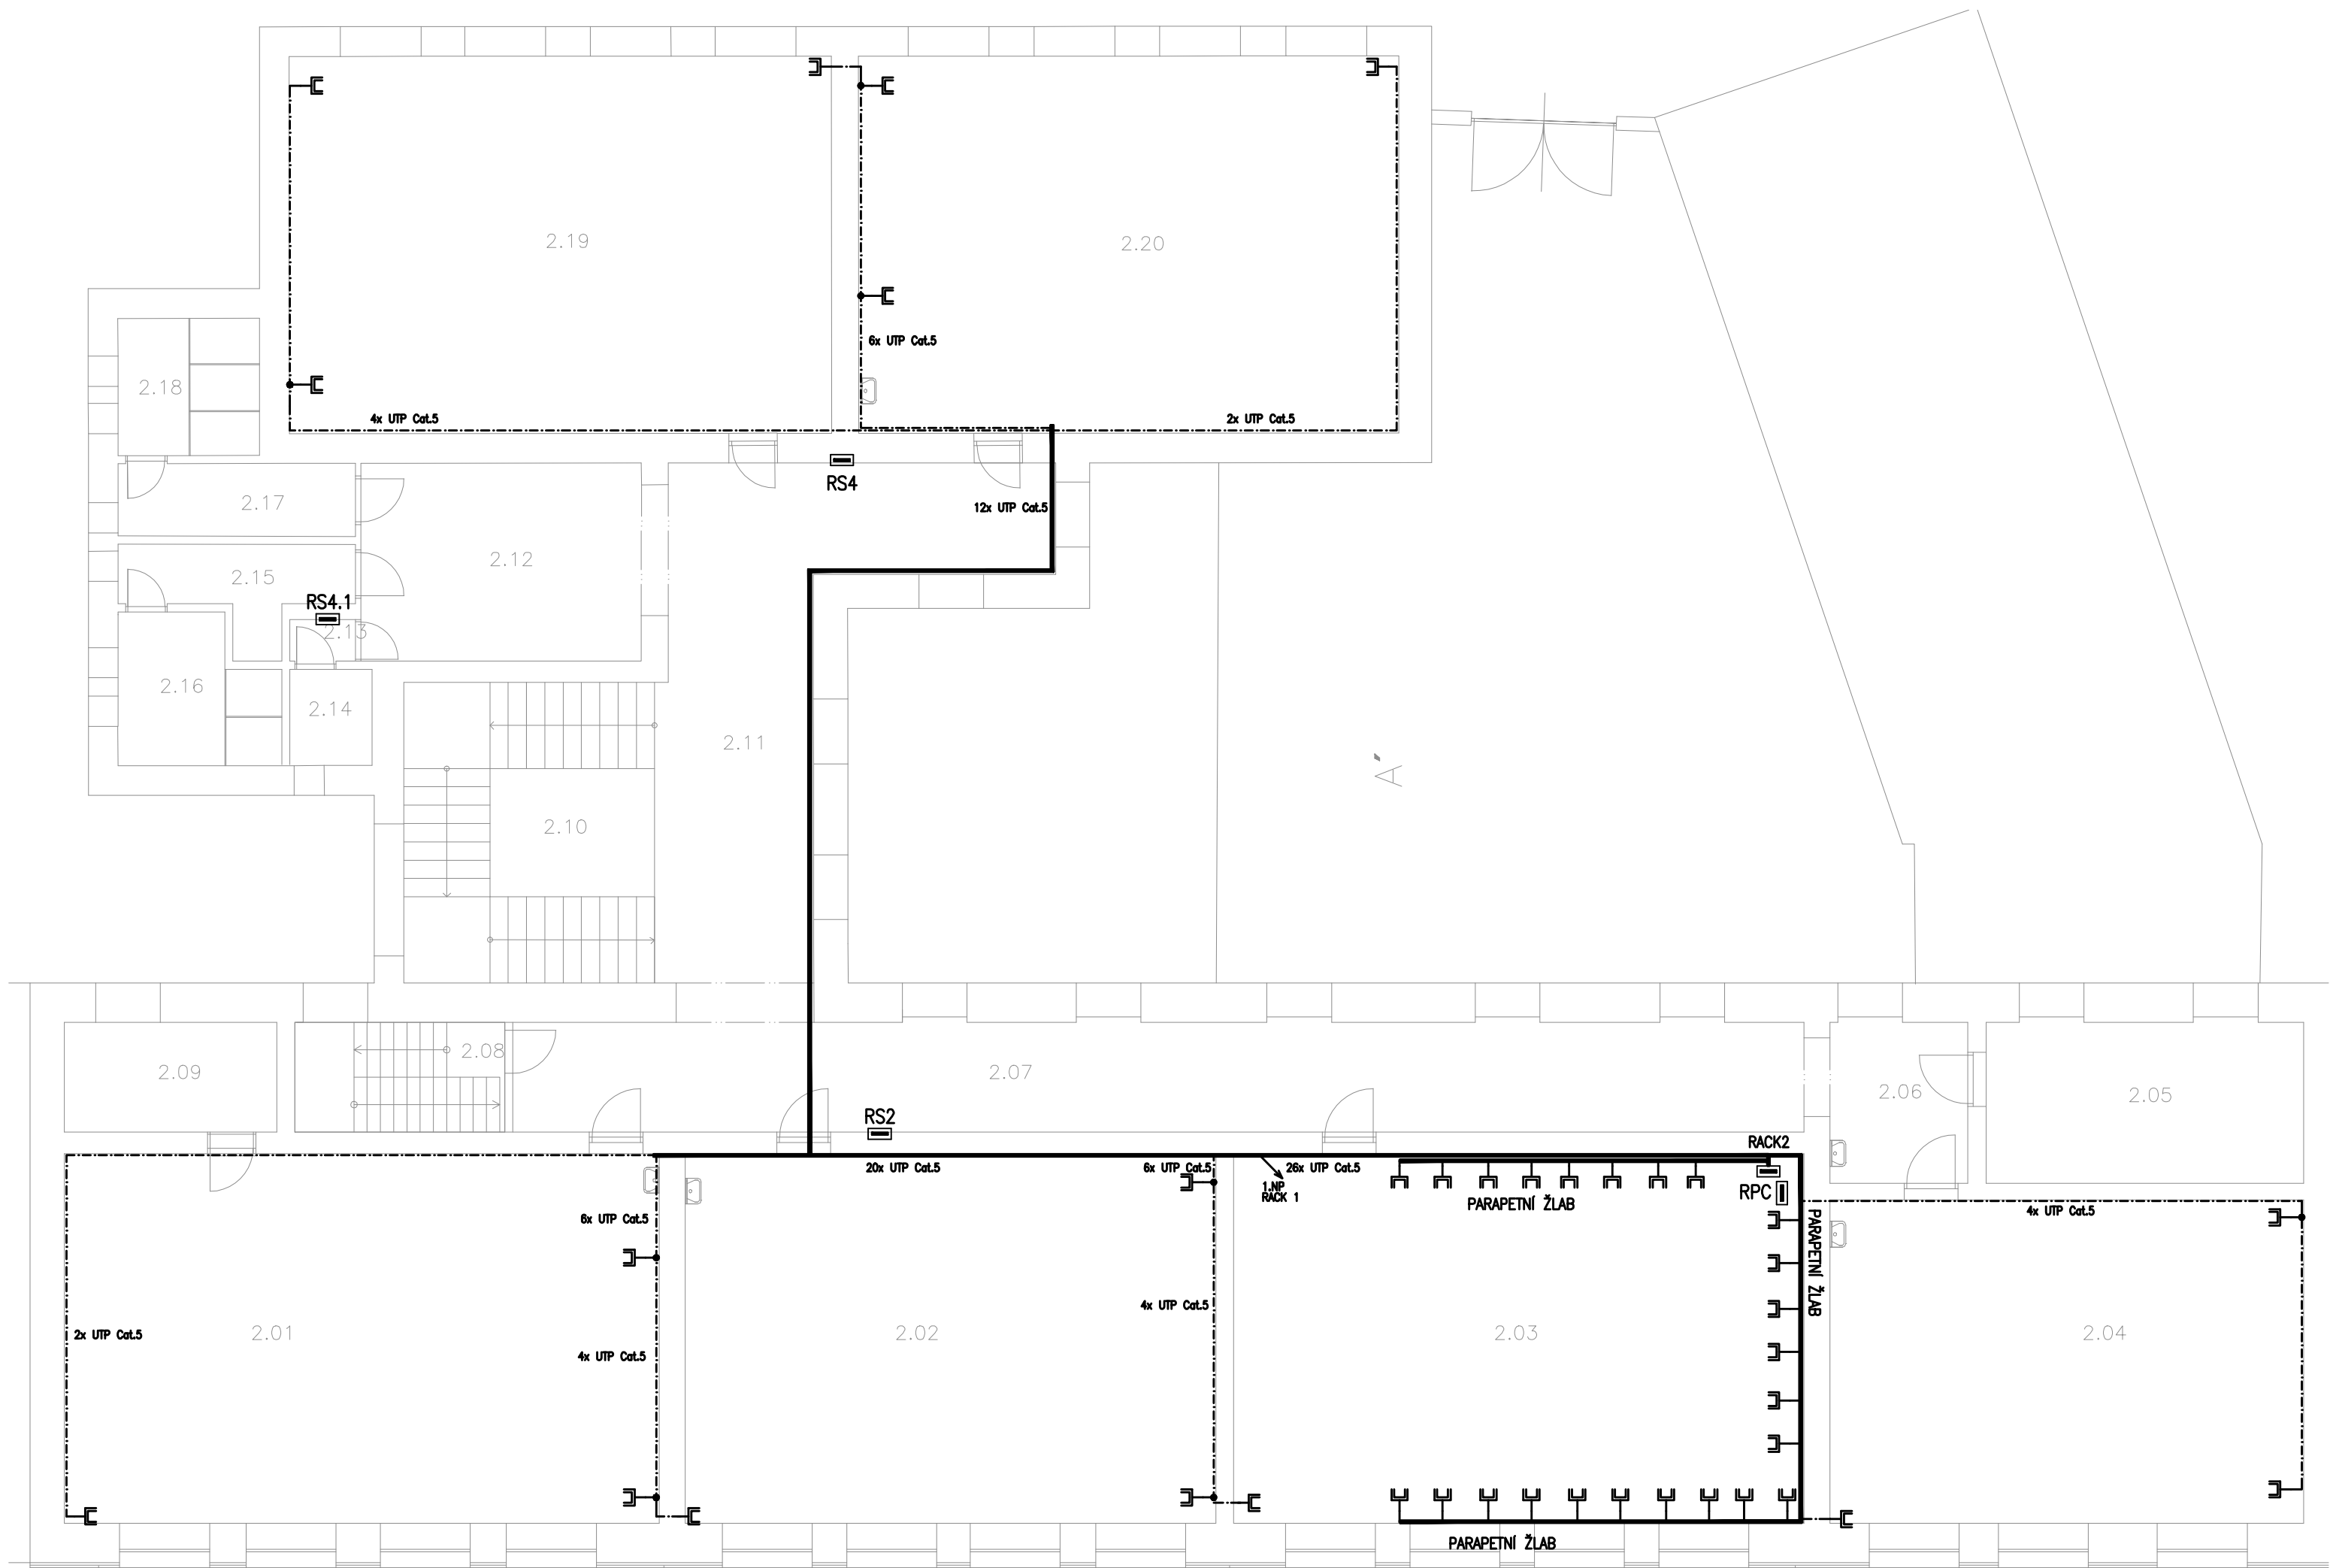 2.19
2.20
6x UTP Cat.5
2.18
4x UTP Cat.5
2x UTP Cat.5
RS4
2.17
12x UTP Cat.5
2.12
2.15
RS4.1
2.13
2.16
2.14
2.11
A'
2.10
2.08
2.09
2.07
2.06
2.05
RS2
RACK2
20x UTP Cat.5
6x UTP Cat.5
26x UTP Cat.5
1.NP
RACK 1
RPC
PARAPETNÍ ŽLAB
6x UTP Cat.5
4x UTP Cat.5
PARAPETNÍ ŽLAB
4x UTP Cat.5
2x UTP Cat.5
2.01
2.02
2.03
2.04
4x UTP Cat.5
PARAPETNÍ ŽLAB